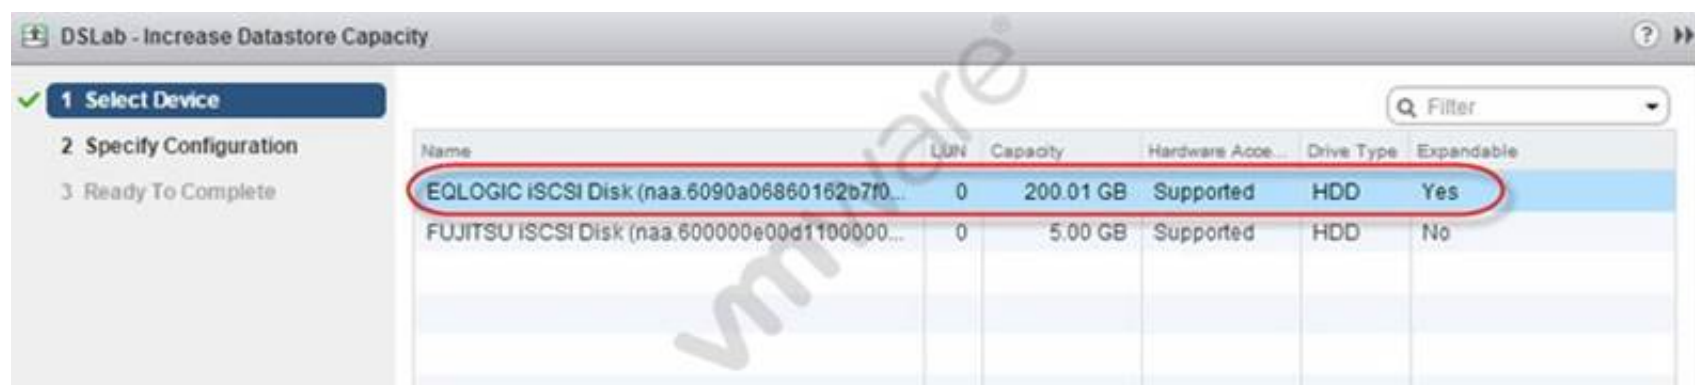 DSLab - Increase Datastore Capacity
1 Select Device
Filter
2 Specify Configuration
Name LUN Capacity Hardware Acce... Drive Type Expandable
3 Ready To Complete
EQLOGIC iSCSI Disk (naa.6090a06860162b7f0... 0 200.01 GB Supported HDD Yes
FUJITSU iSCSI Disk (naa.600000e00d1100000... 0 5.00 GB Supported HDD No
vmware®